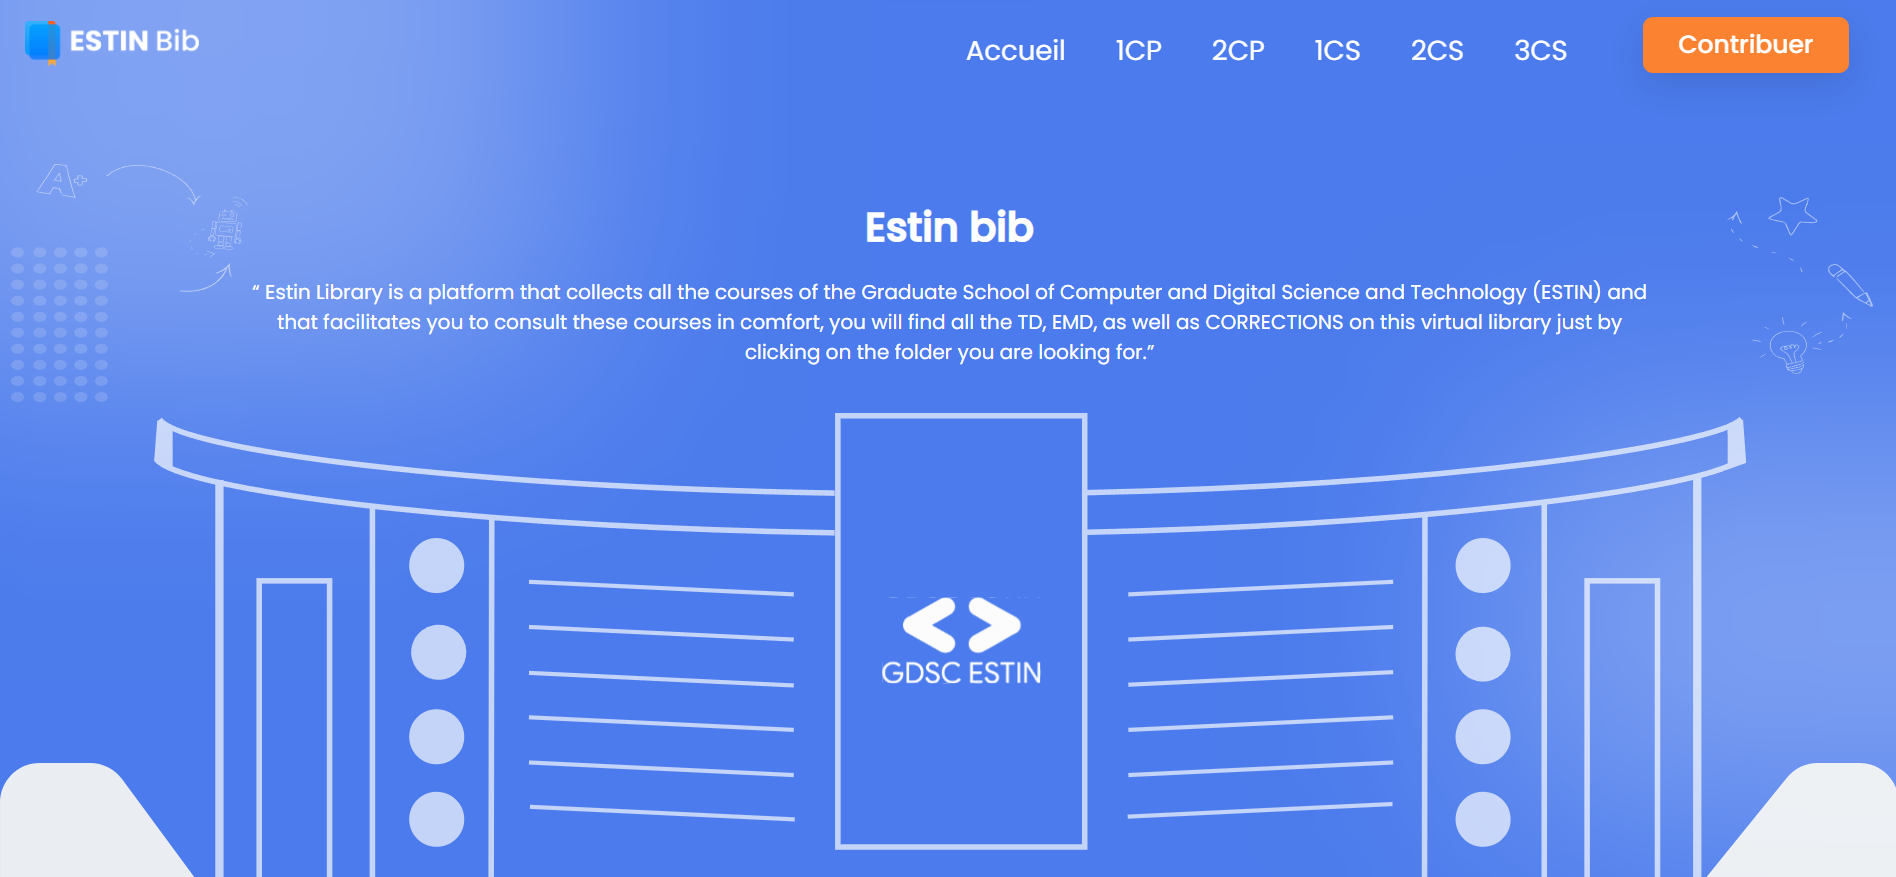 ESTIN Bib
Accueil 1CP 2CP 1CS 2CS 3CS Contribuer
A+
Estin bib
“ Estin Library is a platform that collects all the courses of the Graduate School of Computer and Digital Science and Technology (ESTIN) and
that facilitates you to consult these courses in comfort, you will find all the TD, EMD, as well as CORRECTIONS on this virtual library just by
clicking on the folder you are looking for.”
GDSC ESTIN